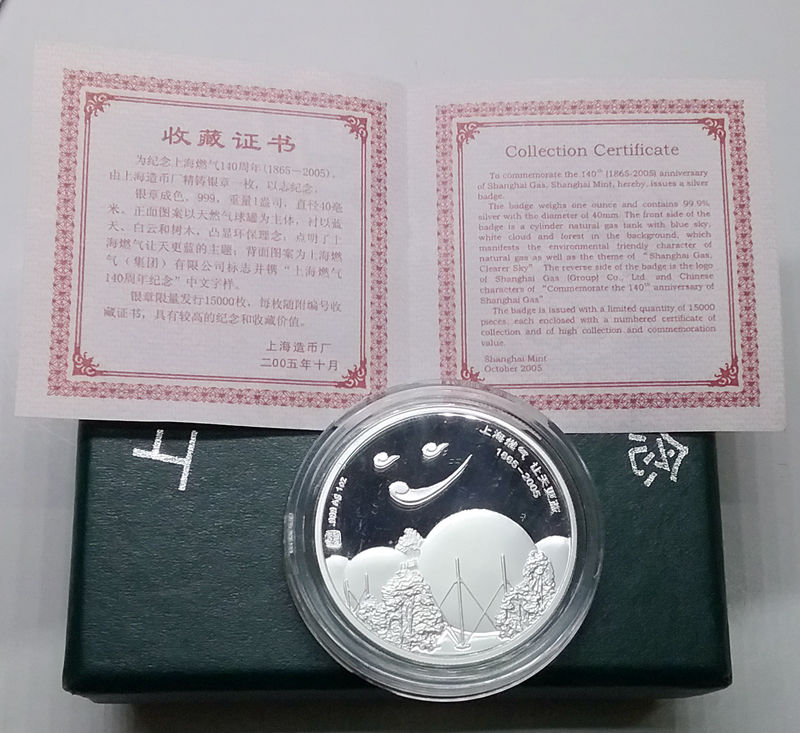 收藏证书
为纪念上海燃气140周年(1865－2005)，
由上海造币厂精铸银章一枚，以志纪念。
银章成色，999，重量1盎司，直径40毫
米。正面图案以天然气球罐为主体，衬以蓝
天、白云和树木，凸显环保理念，点明了上
海燃气让天更蓝的主题；背面图案为上海燃
气（集团）有限公司标志并镌“上海燃气
140周年纪念”中文字样。
银章限量发行15000枚，每枚随附编号收
藏证书，具有较高的纪念和收藏价值。
上海造币厂
二OO五年十月
Collection Certificate
To commemorate the 140th (1865-2005) anniversary
of Shanghai Gas, Shanghai Mint, hereby, issues a silver
badge.
The badge weighs one ounce and contains 99.9%
silver with the diameter of 40mm. The front side of
the badge is a cylinder natural gas tank with blue sky,
white cloud and forest in the background, which
manifests the environmental friendly character of
natural gas as well as the theme of "Shanghai Gas,
Clearer Sky" The reverse side of the badge is the logo
of Shanghai Gas (Group) Co., Ltd. and Chinese
characters of "Commemorate the 140th anniversary of
Shanghai Gas"
The badge is issued with a limited quantity of 15000
pieces, each enclosed with a numbered certificate of
collection and of high collection and commemoration
value.
Shanghai Mint
October 2005
上
念
上海燃气 让天更蓝
1865-2005
.999 Ag 1oz